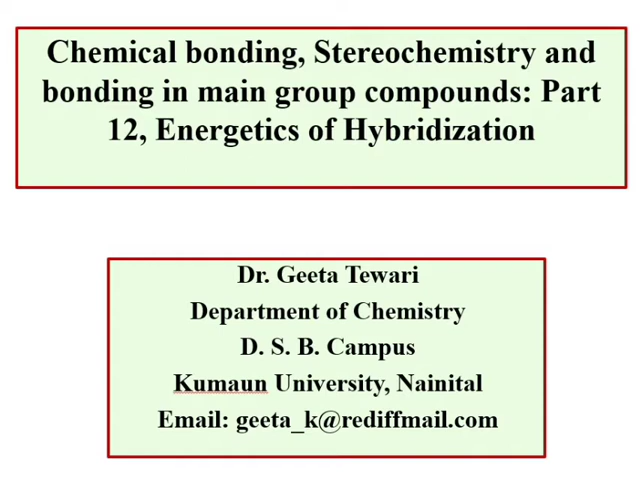 Chemical bonding, Stereochemistry and
bonding in main group compounds: Part
12, Energetics of Hybridization
Dr. Geeta Tewari
Department of Chemistry
D. S. B. Campus
Kumaun University, Nainital
Email: geeta_k@rediffmail.com